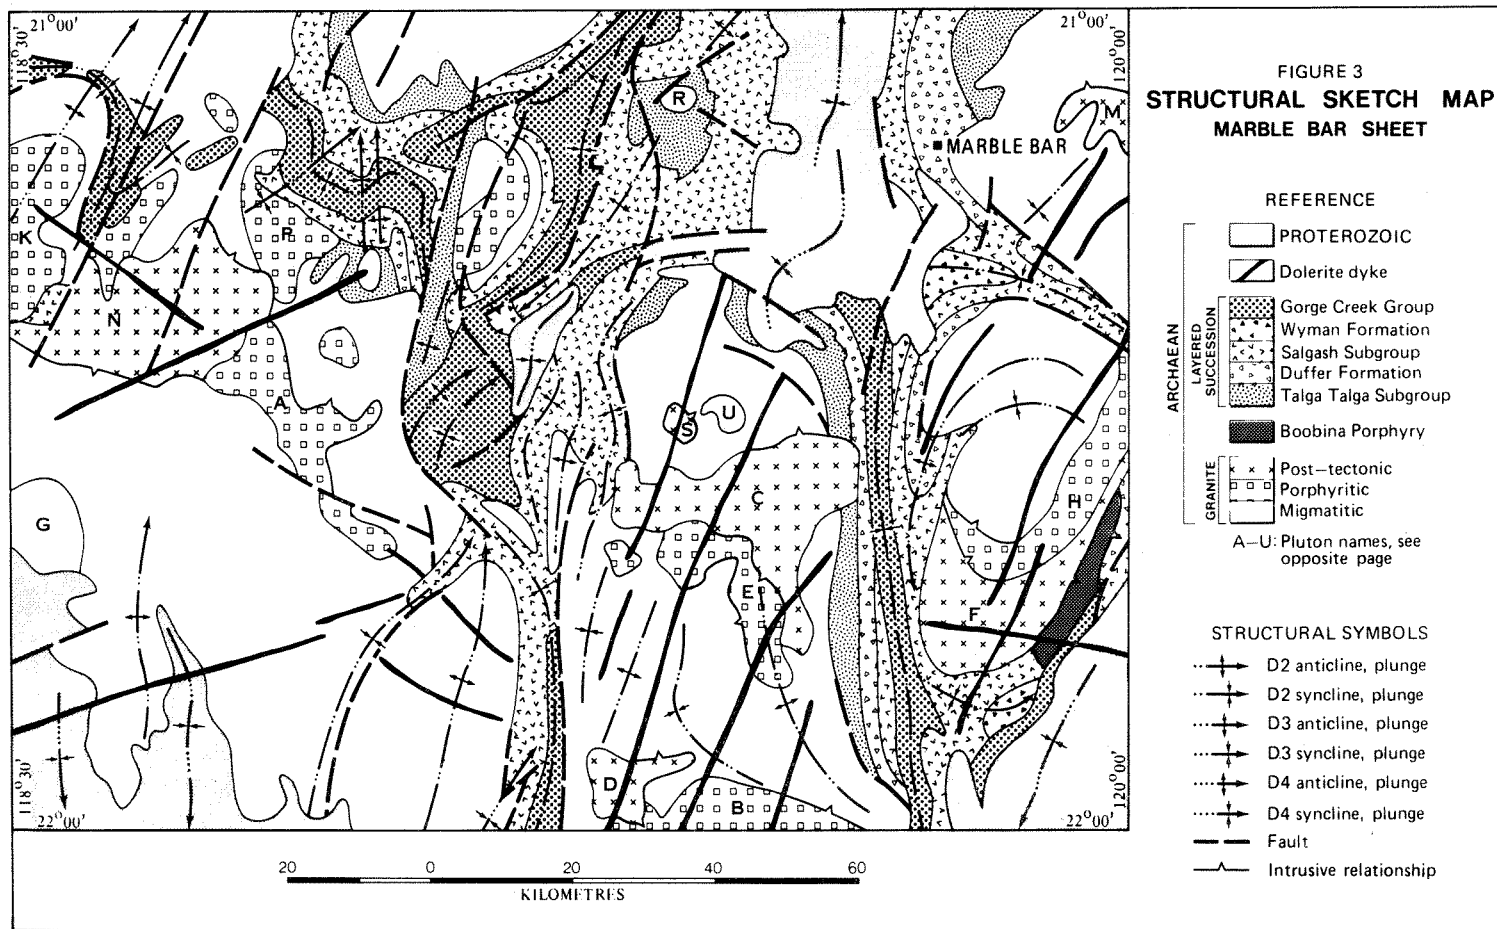 21°00'
21°00'
118°30'
120°00'
R
M
MARBLE BAR
L
K
P
N
A
S
U
C
G
H
E
F
D
B
118°30'
120°00'
22°00'
22°00'
20 0 20 40 60
KILOMETRES
FIGURE 3
STRUCTURAL SKETCH MAP
MARBLE BAR SHEET
REFERENCE
PROTEROZOIC
Dolerite dyke
ARCHAEAN
LAYERED
SUCCESSION
Gorge Creek Group
Wyman Formation
Salgash Subgroup
Duffer Formation
Talga Talga Subgroup
Boobina Porphyry
GRANITE
Post-tectonic
Porphyritic
Migmatitic
A-U: Pluton names, see
opposite page
STRUCTURAL SYMBOLS
D2 anticline, plunge
D2 syncline, plunge
D3 anticline, plunge
D3 syncline, plunge
D4 anticline, plunge
D4 syncline, plunge
Fault
Intrusive relationship